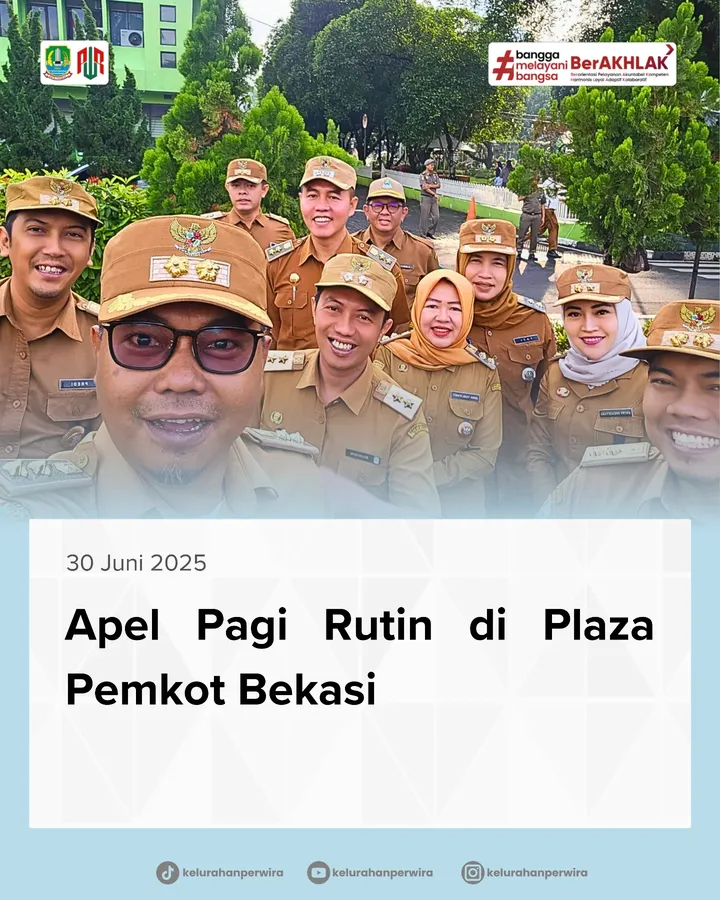 #bangga
melayani
bangsa
BerAKHLAK
Berorientasi Pelayanan Akuntabel Kompeten
Harmonis Loyal Adaptif Kolaboratif
30 Juni 2025
Apel Pagi Rutin di Plaza
Pemkot Bekasi
kelurahanperwira kelurahanperwira kelurahanperwira